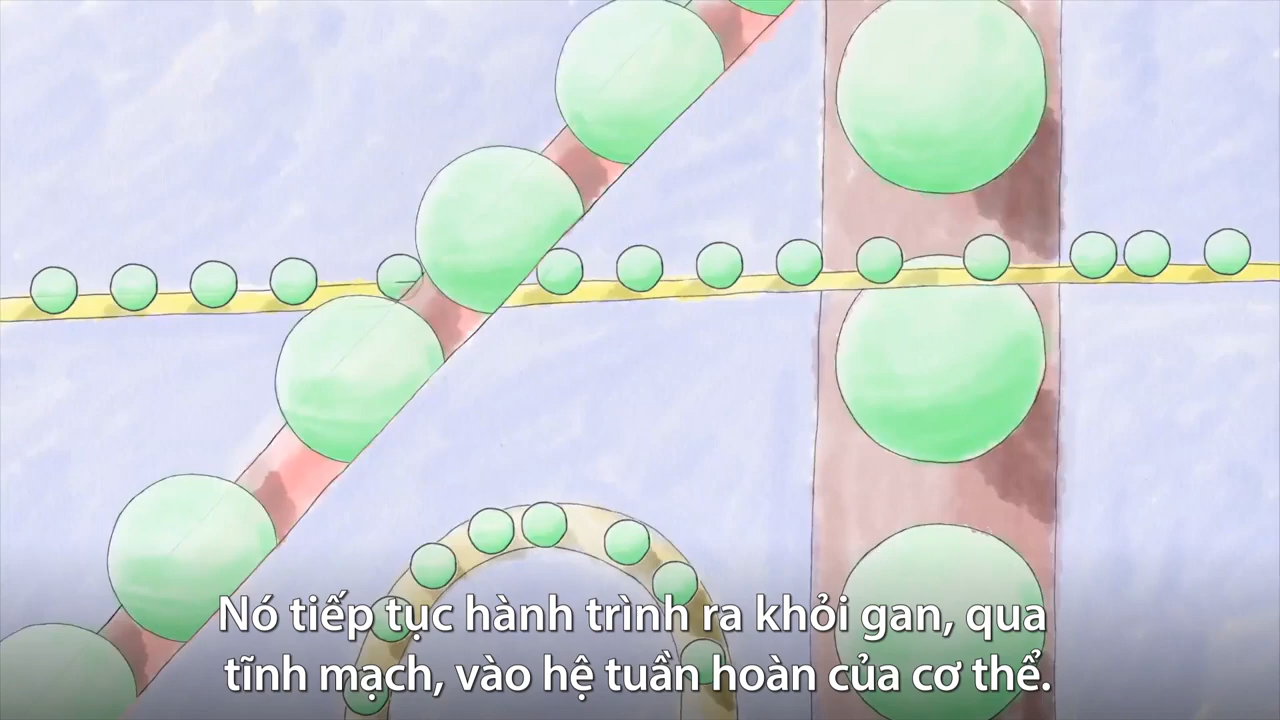 Nó tiếp tục hành trình ra khỏi gan, qua
tĩnh mạch, vào hệ tuần hoàn của cơ thể.